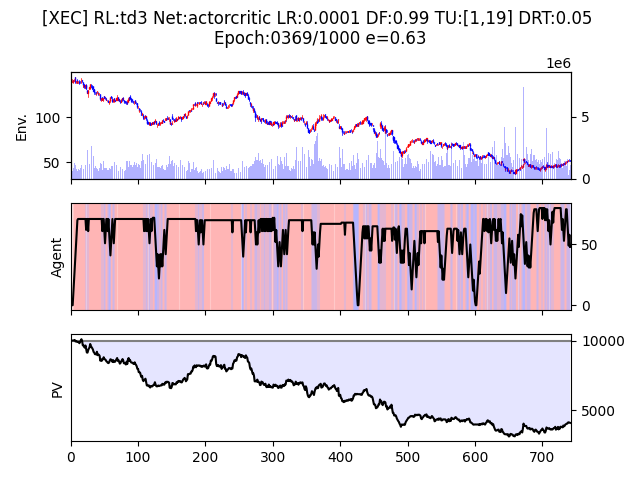 [XEC] RL:td3 Net:actorcritic LR:0.0001 DF:0.99 TU:[1,19] DRT:0.05
Epoch:0369/1000 e=0.63
1e6
Env.
100
50
5
0
Agent
50
0
PV
10000
5000
0 100 200 300 400 500 600 700